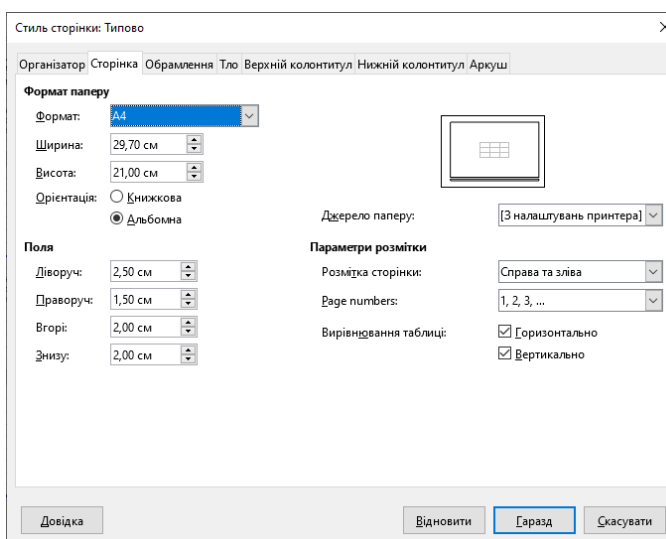 Стиль сторінки: Типово
Організатор Сторінка Обрамлення Тло Верхній колонтитул Нижній колонтитул Аркуш
Формат паперу
Формат: A4
Ширина: 29,70 см
Висота: 21,00 см
Орієнтація: Книжкова
Альбомна
Джерело паперу: [З налаштувань принтера]
Поля
Параметри розмітки
Ліворуч: 2,50 см
Розмітка сторінки: Справа та зліва
Праворуч: 1,50 см
Page numbers: 1, 2, 3, ...
Вгорі: 2,00 см
Вирівнювання таблиці: Горизонтально
Знизу: 2,00 см
Вертикально
Довідка
Відновити
Гаразд
Скасувати